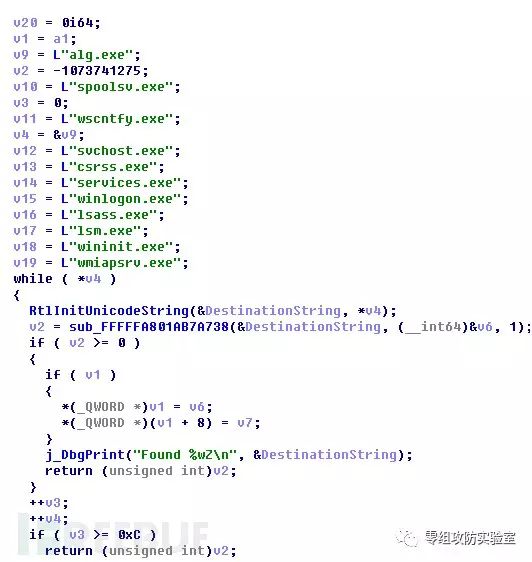 v20 = 0i64;
v1 = a1;
v9 = L"alg.exe";
v2 = -1073741275;
v10 = L"spoolsv.exe";
v3 = 0;
v11 = L"wscntfy.exe";
v4 = &v9;
v12 = L"svchost.exe";
v13 = L"csrss.exe";
v14 = L"services.exe";
v15 = L"winlogon.exe";
v16 = L"lsass.exe";
v17 = L"lsm.exe";
v18 = L"wininit.exe";
v19 = L"wmiapsrv.exe";
while ( *v4 )
{
RtlInitUnicodeString(&DestinationString, *v4);
v2 = sub_FFFFFA801AB7A738(&DestinationString, (__int64)&v6, 1);
if ( v2 >= 0 )
{
if ( v1 )
{
*(_QWORD *)v1 = v6;
*(_QWORD *)(v1 + 8) = v7;
}
j_DbgPrint("Found %wZ\n", &DestinationString);
return (unsigned int)v2;
}
++v3;
++v4;
if ( v3 >= 0xC )
return (unsigned int)v2;
零组攻防实验室